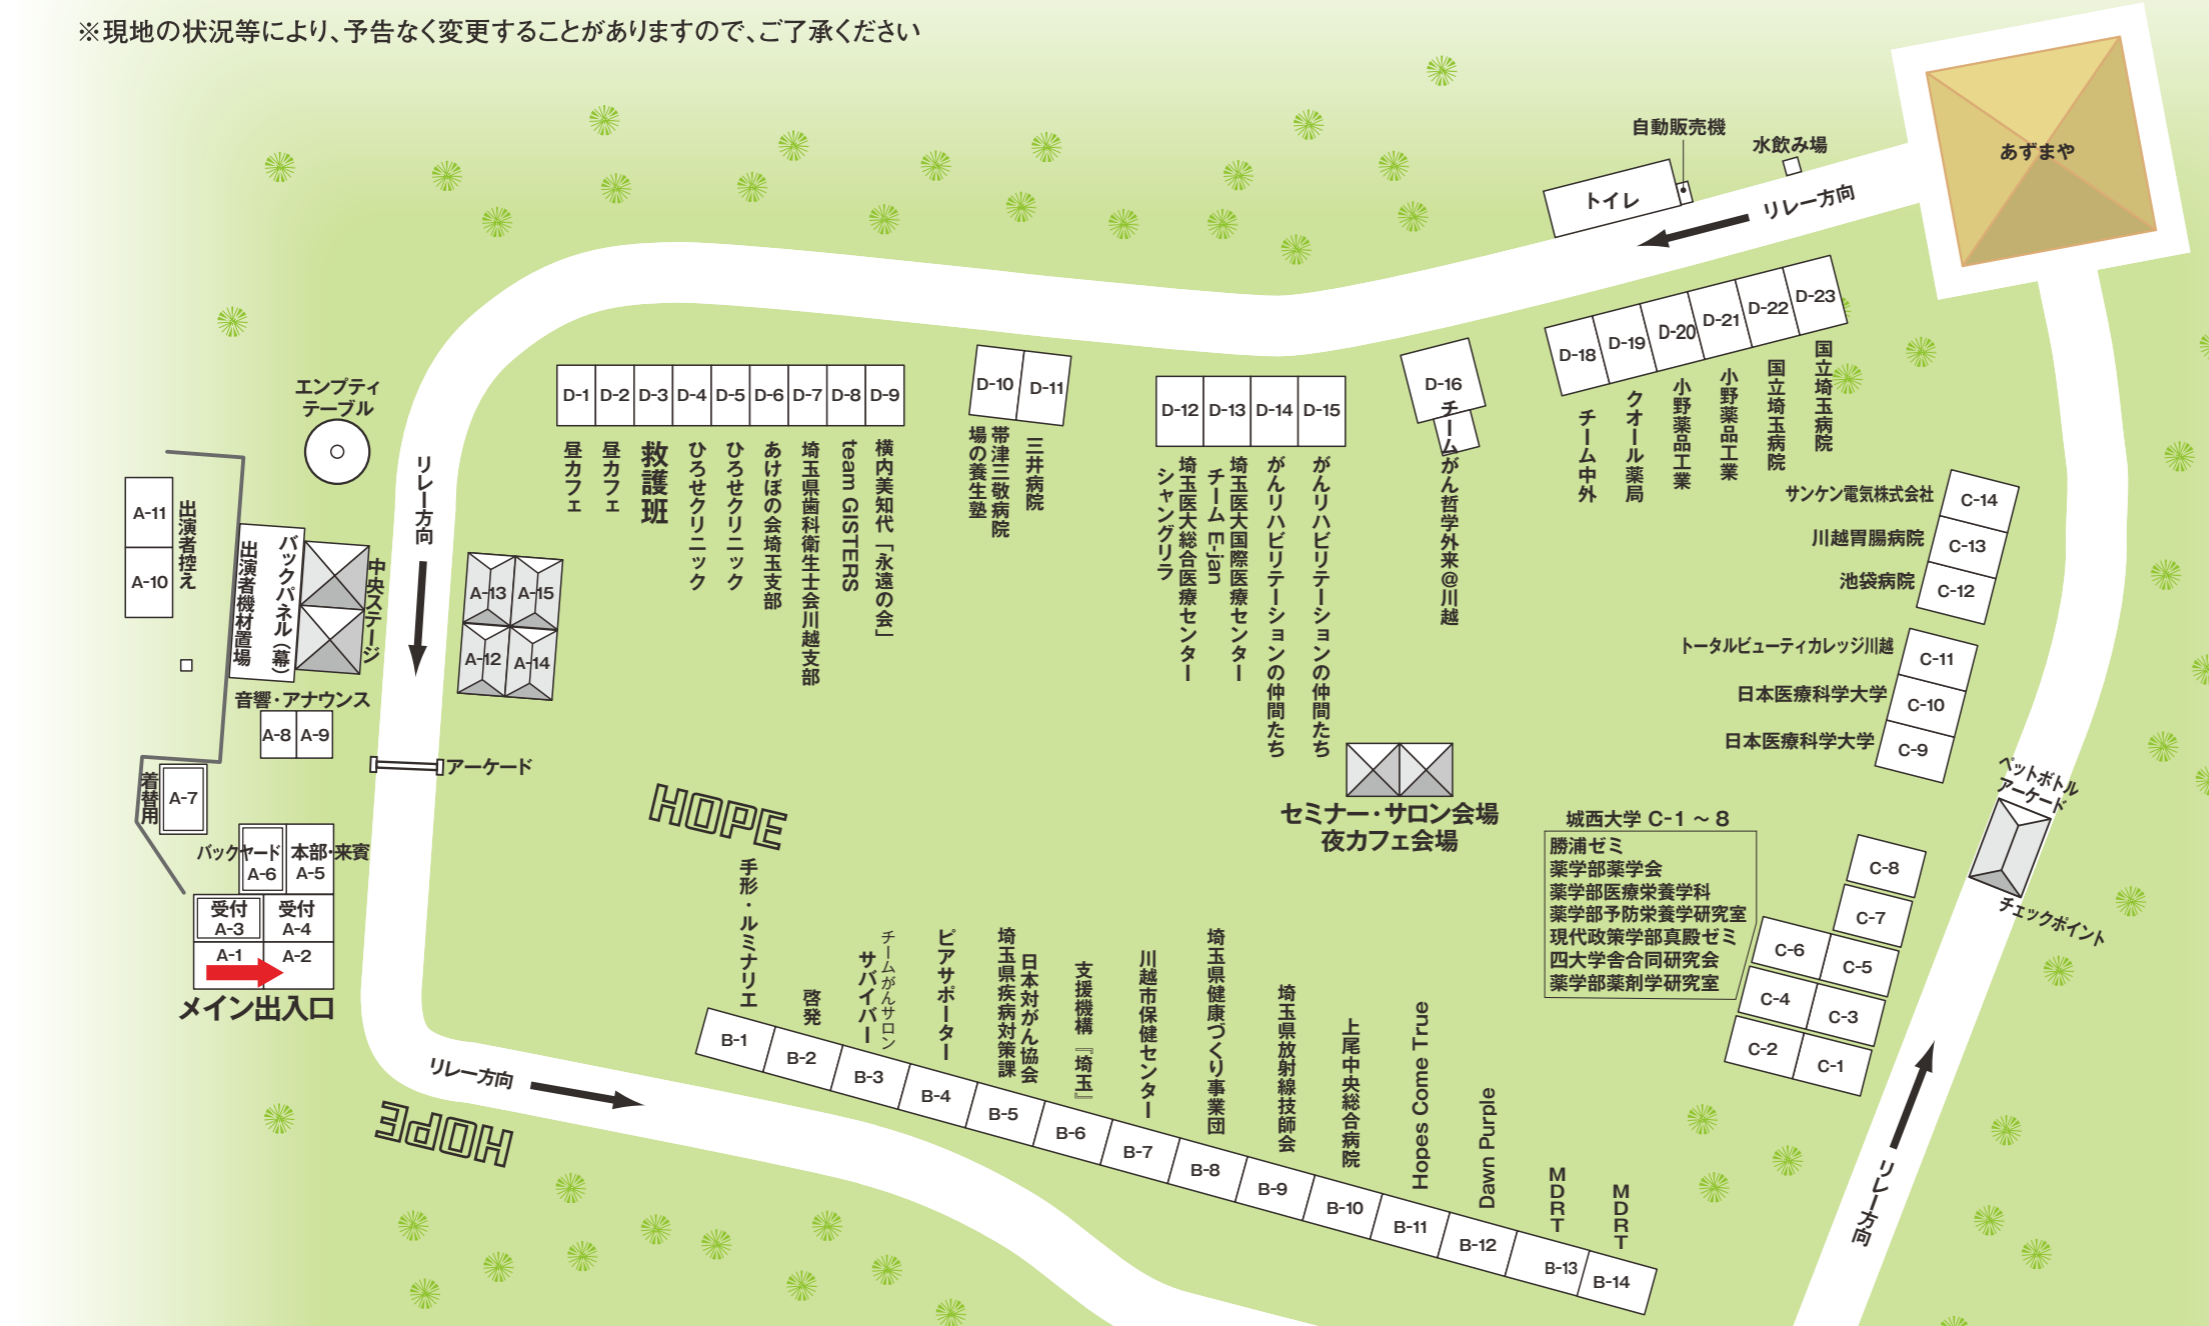 ※現地の状況等により、予告なく変更することがありますので、ご了承ください
自動販売機
水飲み場
あずまや
トイレ
リレー方向
エンプティ
テーブル
リレー方向
D-1
D-2
D-3
D-4
D-5
D-6
D-7
D-8
D-9
昼カフェ
昼カフェ
救護班
ひろせクリニック
ひろせクリニック
あけぼの会埼玉支部
埼玉県歯科衛生士会川越支部
team GISTERS
横内美知代「永遠の会」
D-10
D-11
帯津三敬病院
場の養生塾
三井病院
D-12
D-13
D-14
D-15
埼玉医大総合医療センター
シャングリラ
埼玉医大国際医療センター
チーム E-jan
がんリハビリテーションの仲間たち
がんリハビリテーションの仲間たち
D-16
チームがん哲学外来@川越
D-18
D-19
D-20
D-21
D-22
D-23
チーム中外
クオール薬局
小野薬品工業
小野薬品工業
国立埼玉病院
国立埼玉病院
サンケン電気株式会社
C-14
川越胃腸病院
C-13
池袋病院
C-12
トータルビューティカレッジ川越
C-11
日本医療科学大学
C-10
日本医療科学大学
C-9
ペットボトル
アーケード
チェックポイント
城西大学 C-1 ～ 8
勝浦ゼミ
薬学部薬学会
薬学部医療栄養学科
薬学部予防栄養学研究室
現代政策学部真殿ゼミ
四大学舎合同研究会
薬学部薬剤学研究室
C-8
C-7
C-6
C-5
C-4
C-3
C-2
C-1
リレー方向
A-11
A-10
出演者控え
出演者機材置場
バックパネル（幕）
中央ステージ
A-13
A-15
A-12
A-14
音響・アナウンス
A-8
A-9
アーケード
着替用
A-7
バックヤード
A-6
本部・来賓
A-5
受付
A-3
受付
A-4
A-1
A-2
メイン出入口
HOPE
セミナー・サロン会場
夜カフェ会場
リレー方向
HOPE
手形・ルミナリエ
啓発
チームがんサロン
サバイバー
ピアサポーター
日本対がん協会
埼玉県疾病対策課
支援機構『埼玉』
川越市保健センター
埼玉県健康づくり事業団
埼玉県放射線技師会
上尾中央総合病院
Hopes Come True
Dawn Purple
MDRT
MDRT
B-1
B-2
B-3
B-4
B-5
B-6
B-7
B-8
B-9
B-10
B-11
B-12
B-13
B-14